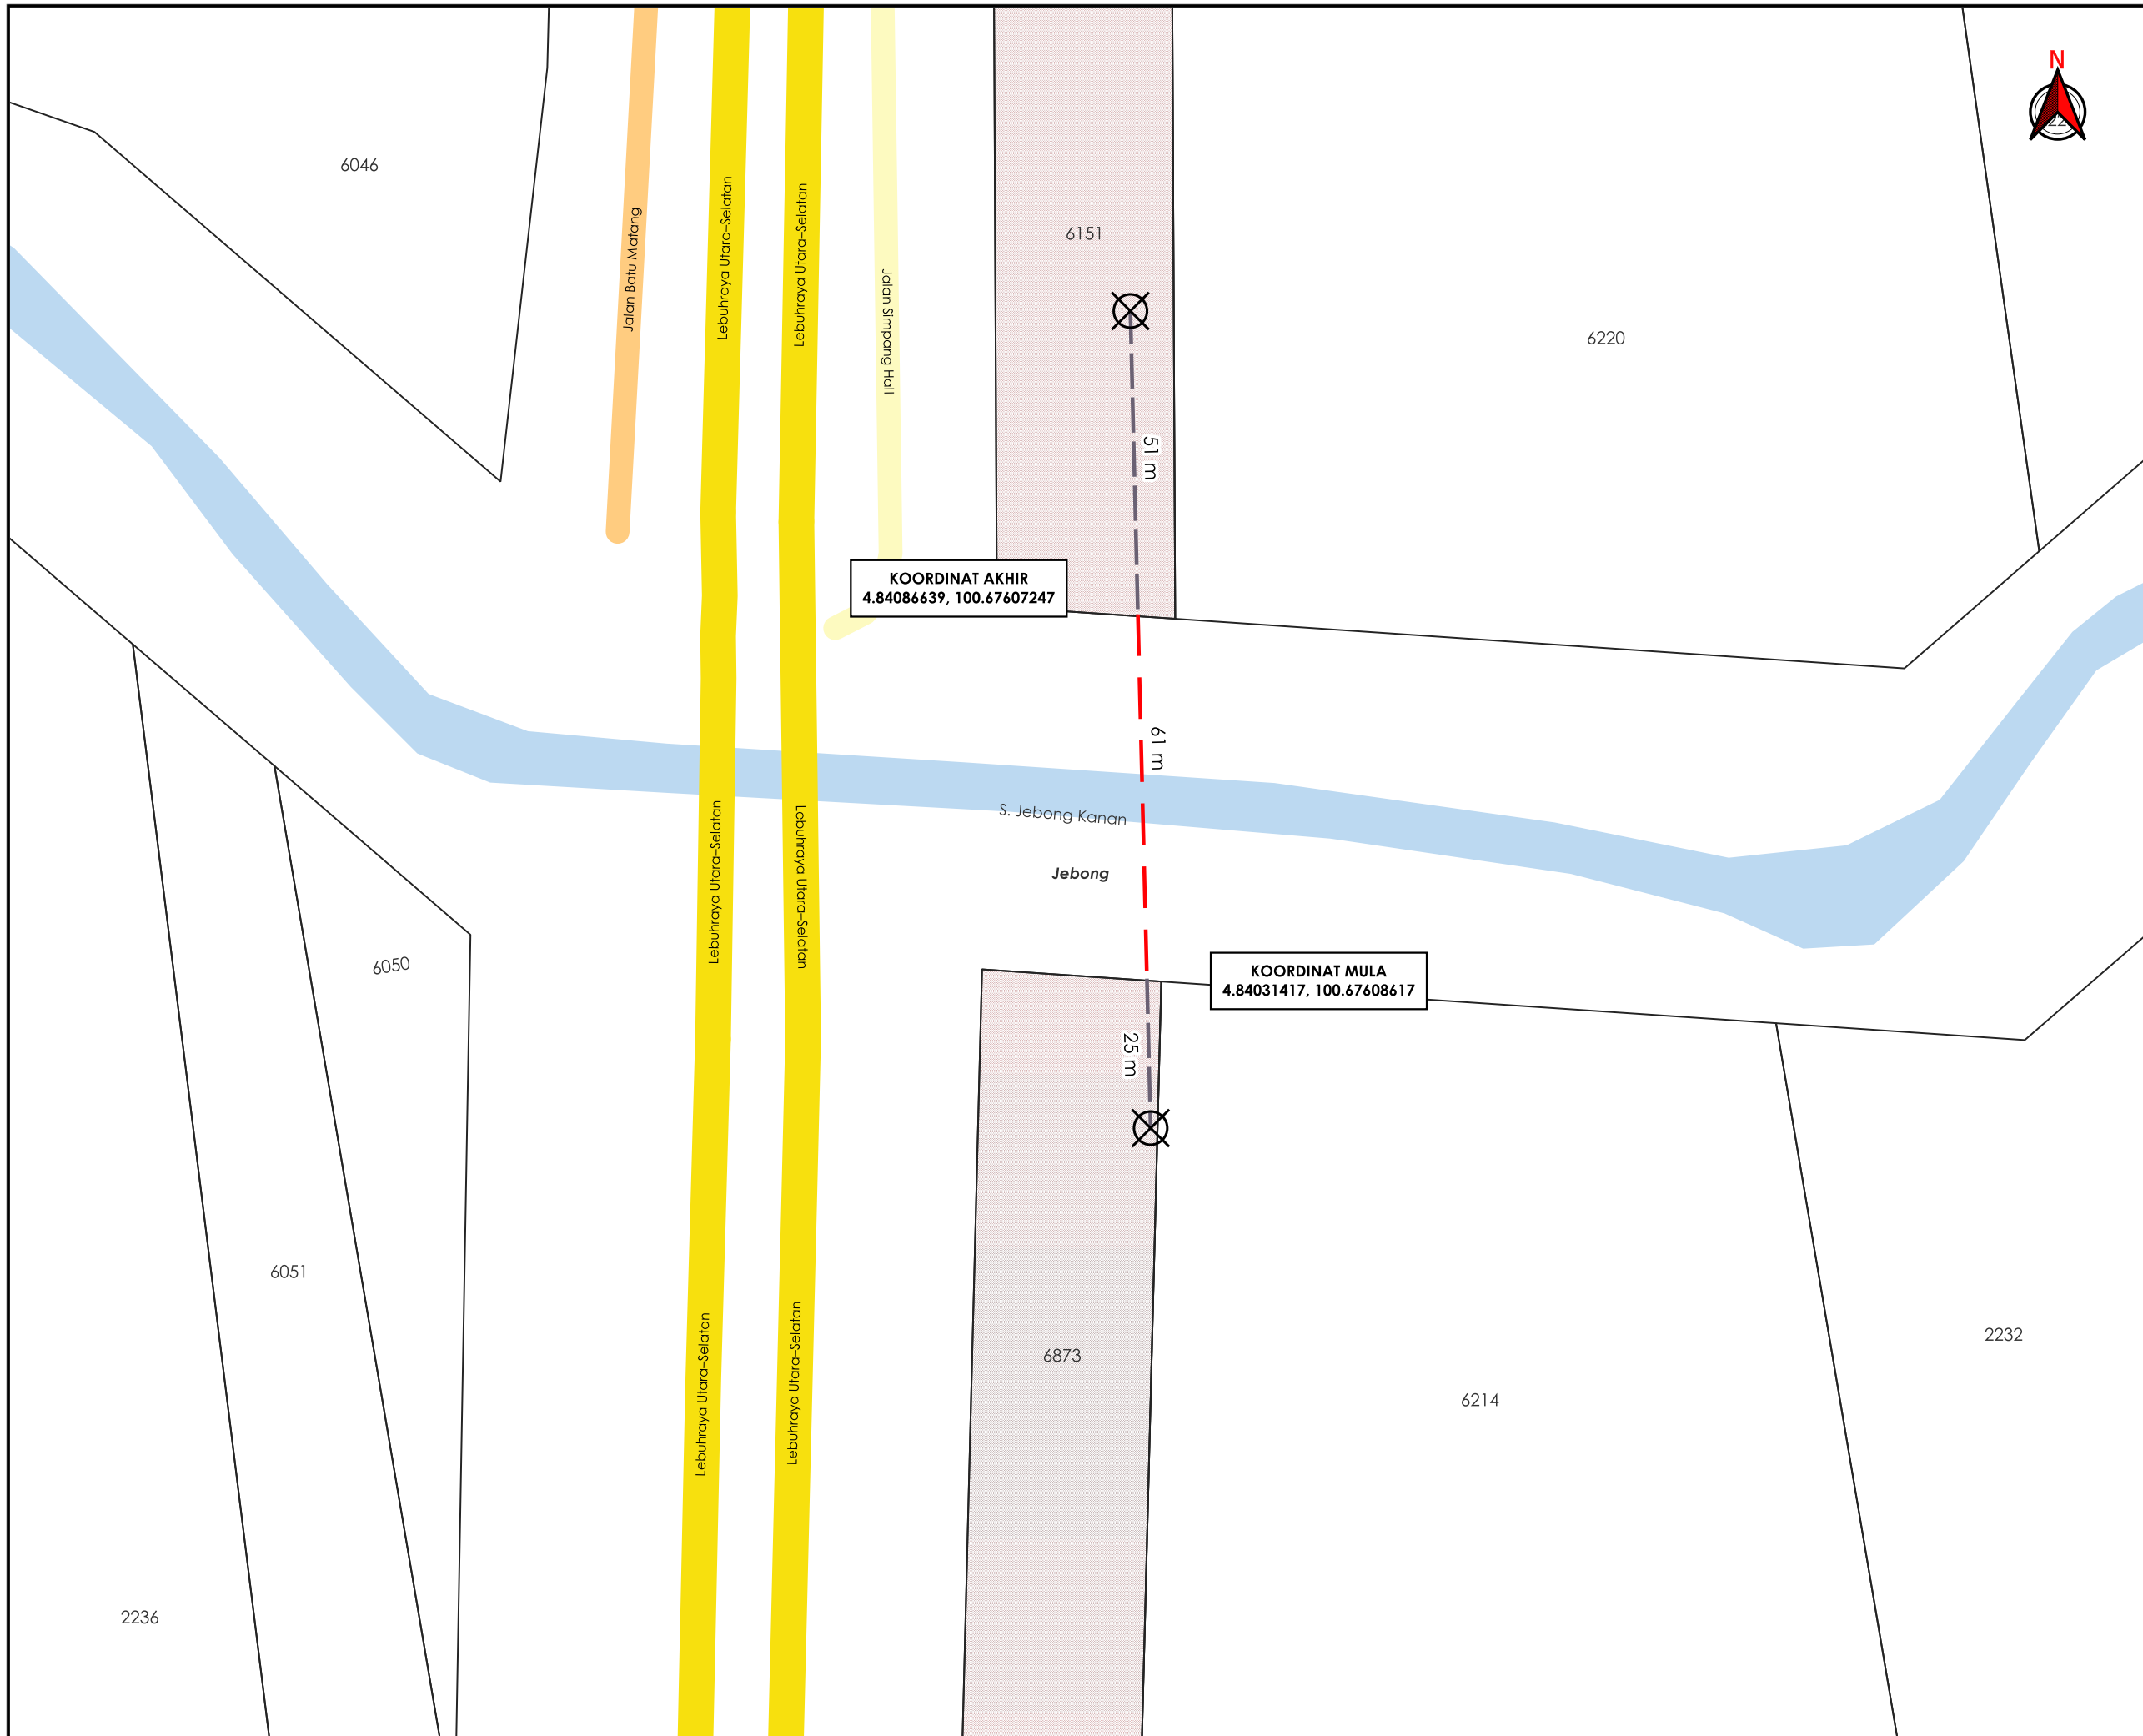 N
22
6046
6151
6220
Jalan Batu Matang
Lebuhraya Utara–Selatan
Lebuhraya Utara–Selatan
Jalan Simpang Halt
51 m
KOORDINAT AKHIR
4.84086639, 100.67607247
61 m
S. Jebong Kanan
Jebong
Lebuhraya Utara–Selatan
Lebuhraya Utara–Selatan
KOORDINAT MULA
4.84031417, 100.67608617
25 m
6050
6051
6873
6214
2232
Lebuhraya Utara–Selatan
Lebuhraya Utara–Selatan
2236